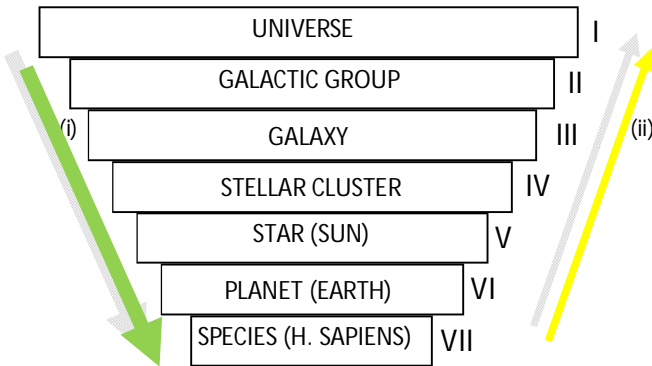 UNIVERSE I
GALACTIC GROUP II
(i) GALAXY III (ii)
STELLAR CLUSTER IV
STAR (SUN) V
PLANET (EARTH) VI
SPECIES (H. SAPIENS) VII